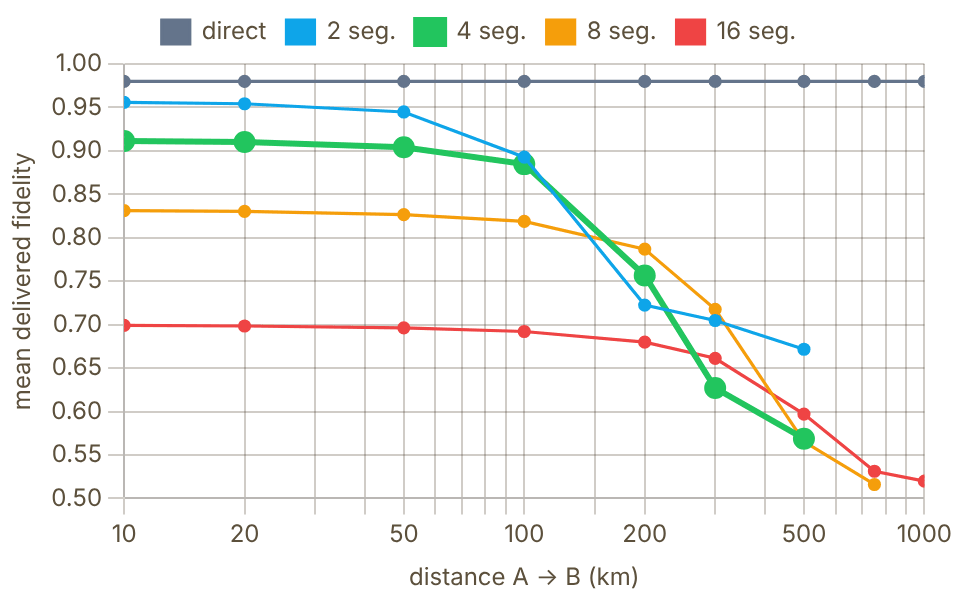 direct 2 seg. 4 seg. 8 seg. 16 seg.
1.00
0.95
0.90
0.85
0.80
0.75
0.70
0.65
0.60
0.55
0.50
mean delivered fidelity
10 20 50 100 200 500 1000
distance A → B (km)